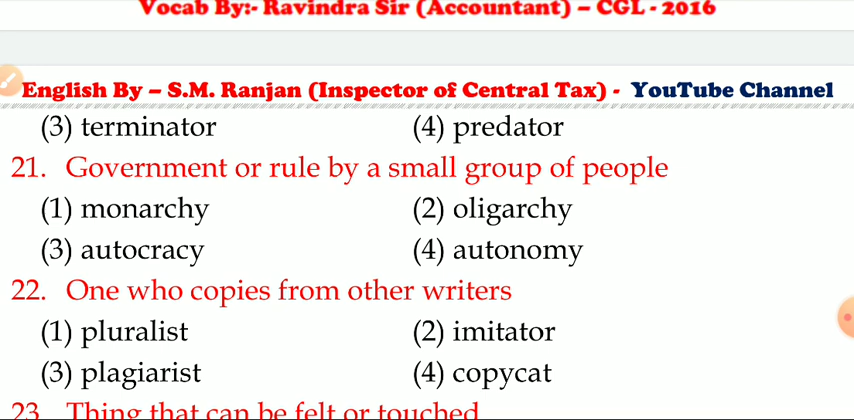 Vocab By:- Ravindra Sir (Accountant) – CGL - 2016
English By – S.M. Ranjan (Inspector of Central Tax) - YouTube Channel
(3) terminator (4) predator
21. Government or rule by a small group of people
(1) monarchy (2) oligarchy
(3) autocracy (4) autonomy
22. One who copies from other writers
(1) pluralist (2) imitator
(3) plagiarist (4) copycat
23. Thing that can be felt or touched